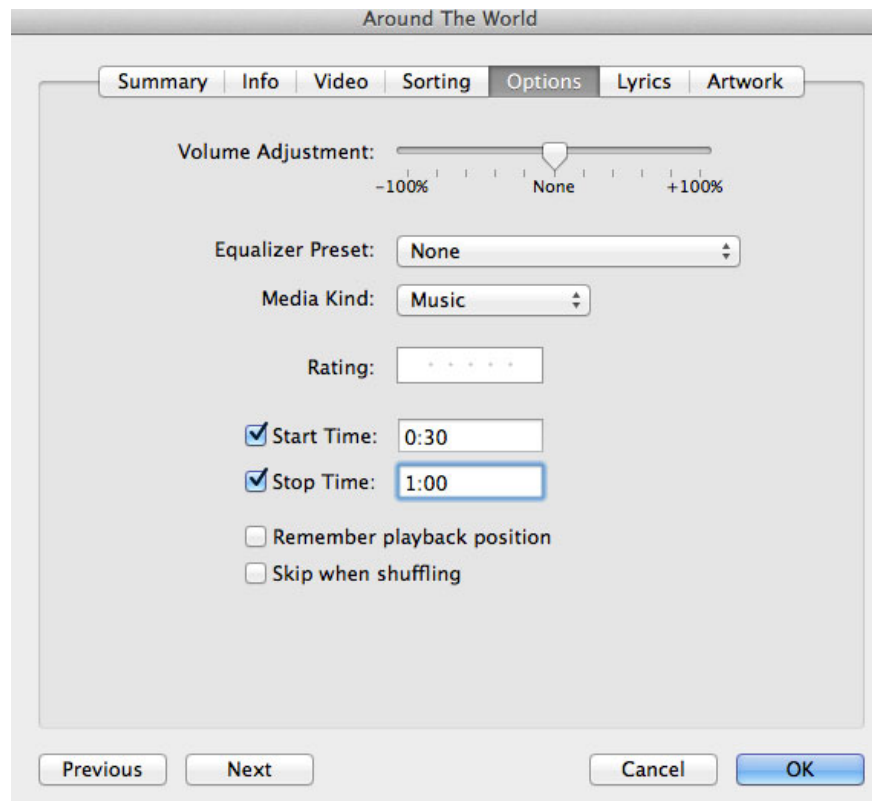 Around The World
Summary Info Video Sorting Options Lyrics Artwork
Volume Adjustment:
-100% None +100%
Equalizer Preset: None
Media Kind: Music
Rating:
Start Time: 0:30
Stop Time: 1:00
Remember playback position
Skip when shuffling
Previous Next Cancel OK